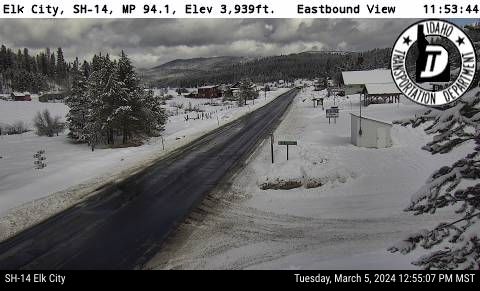 Elk City, SH-14, MP 94.1, Elev 3,939ft. Eastbound View 11:53:44
IDAHO
TRANSPORTATION DEPARTMENT
SH-14 Elk City Tuesday, March 5, 2024 12:55:07 PM MST